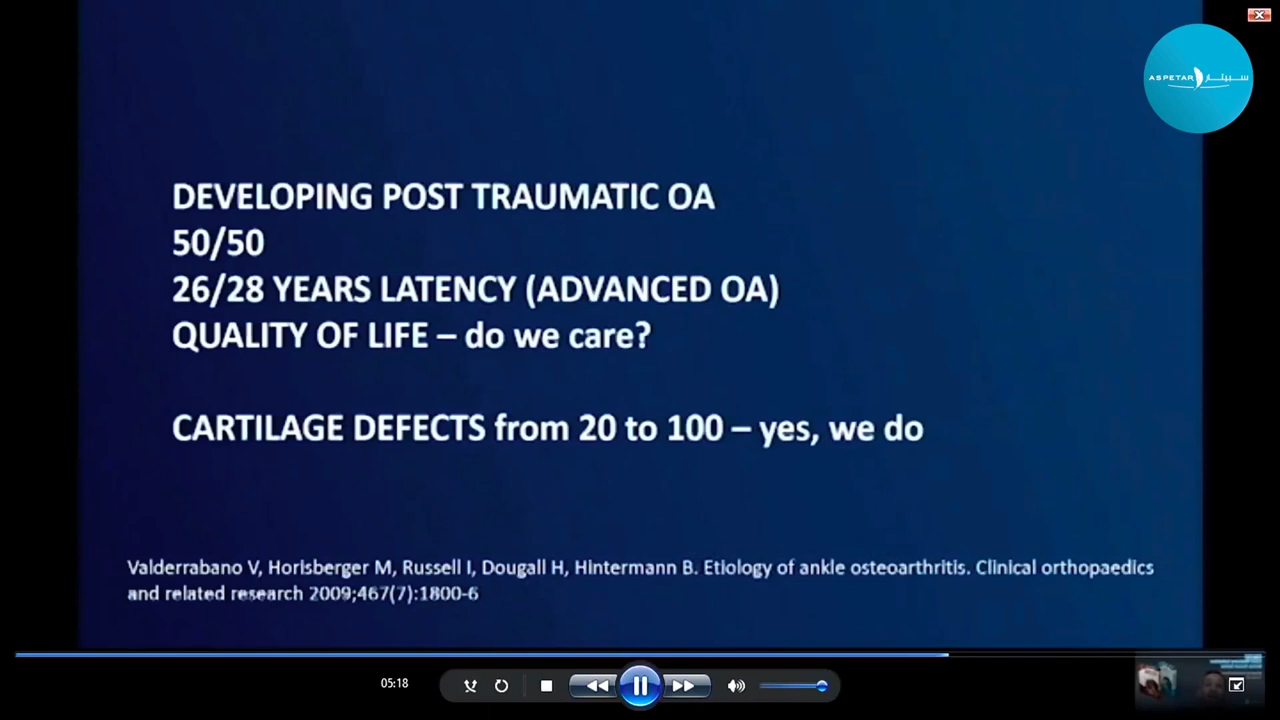 ASPETAR سبيتار
DEVELOPING POST TRAUMATIC OA
50/50
26/28 YEARS LATENCY (ADVANCED OA)
QUALITY OF LIFE – do we care?
CARTILAGE DEFECTS from 20 to 100 – yes, we do
Valderrabano V, Horisberger M, Russell I, Dougall H, Hintermann B. Etiology of ankle osteoarthritis. Clinical orthopaedics
and related research 2009;467(7):1800-6
05:18